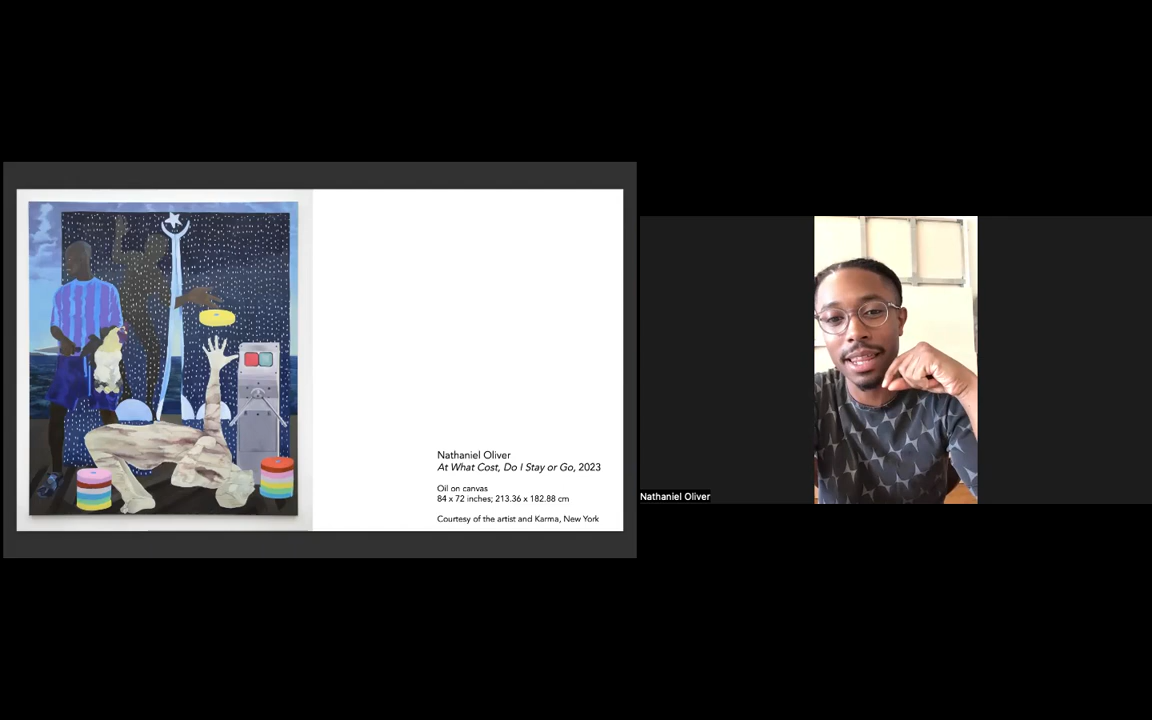 Nathaniel Oliver
At What Cost, Do I Stay or Go, 2023
Oil on canvas
84 x 72 inches; 213.36 x 182.88 cm
Courtesy of the artist and Karma, New York
Nathaniel Oliver